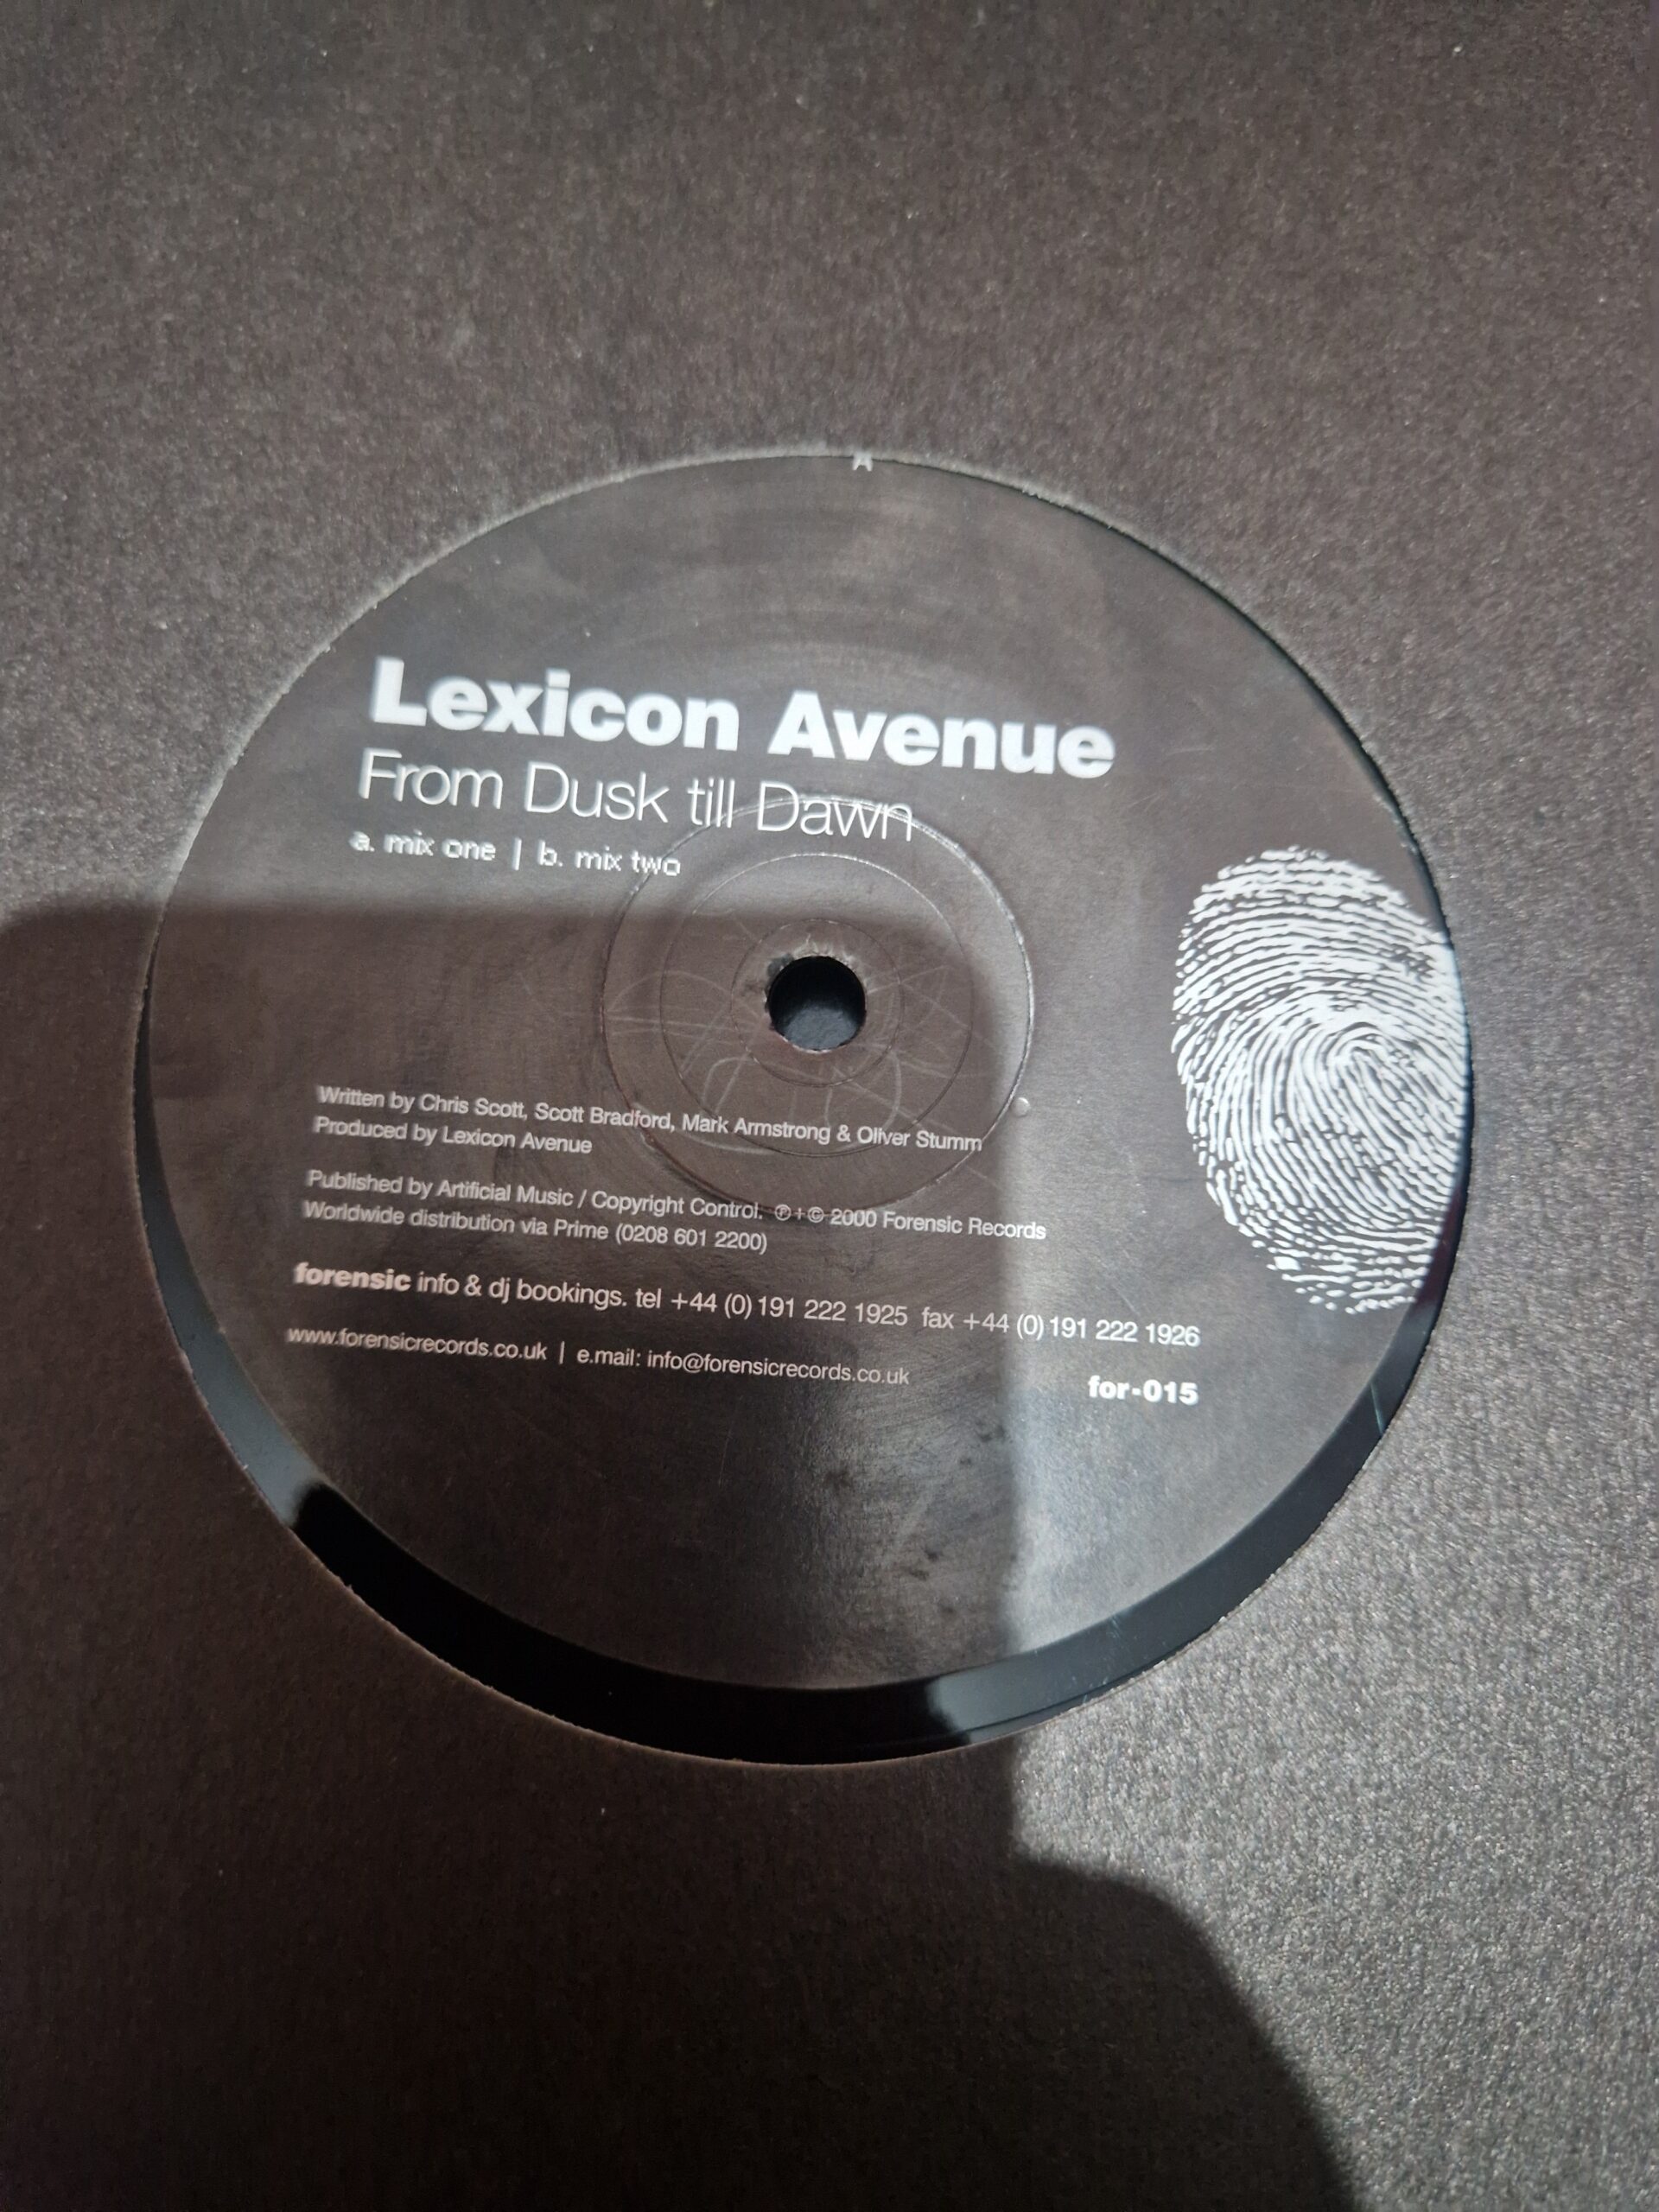 Lexicon Avenue
From Dusk till Dawn
a. mix one | b. mix two
Written by Chris Scott, Scott Bradford, Mark Armstrong & Oliver Stumm
Produced by Lexicon Avenue
Published by Artificial Music / Copyright Control. ℗+© 2000 Forensic Records
Worldwide distribution via Prime (0208 601 2200)
forensic info & dj bookings. tel +44 (0) 191 222 1925 fax +44 (0) 191 222 1926
www.forensicrecords.co.uk | e.mail: info@forensicrecords.co.uk
for-015